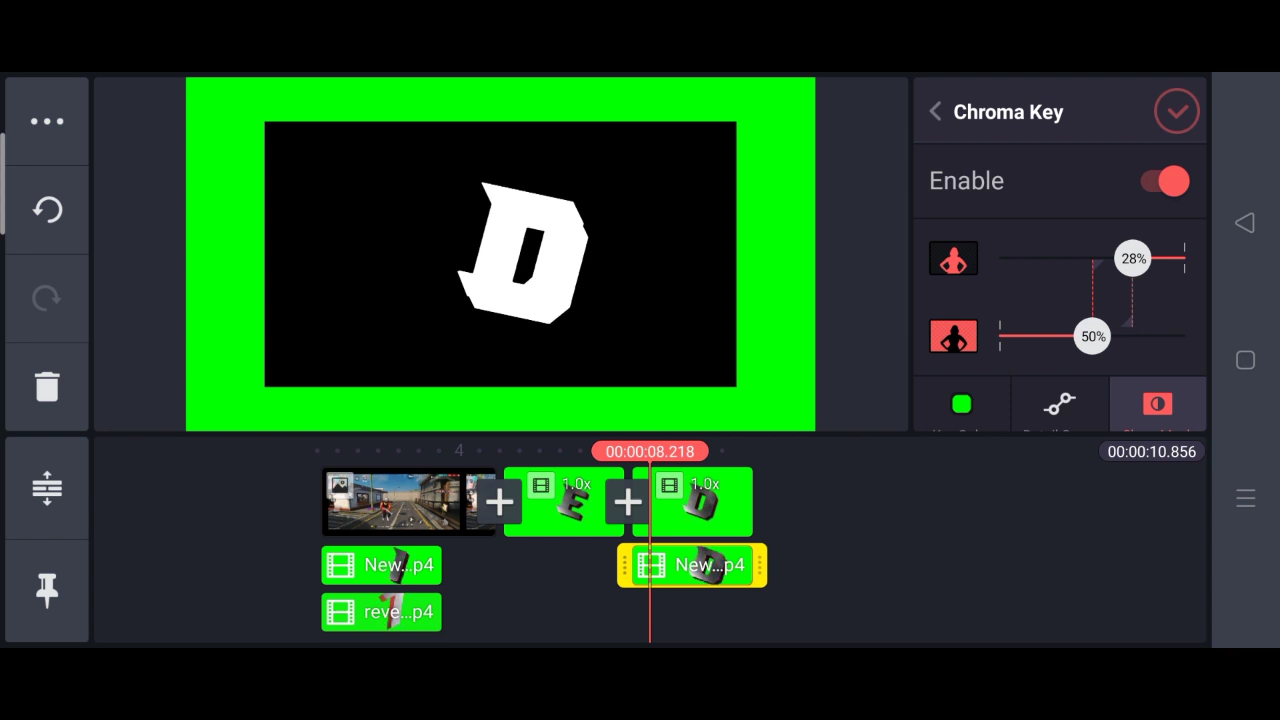 Chroma Key
Enable
D
28%
50%
4
00:00:08.218
00:00:10.856
1.0x
E
1.0x
D
New...p4
New...p4
D
reve...p4